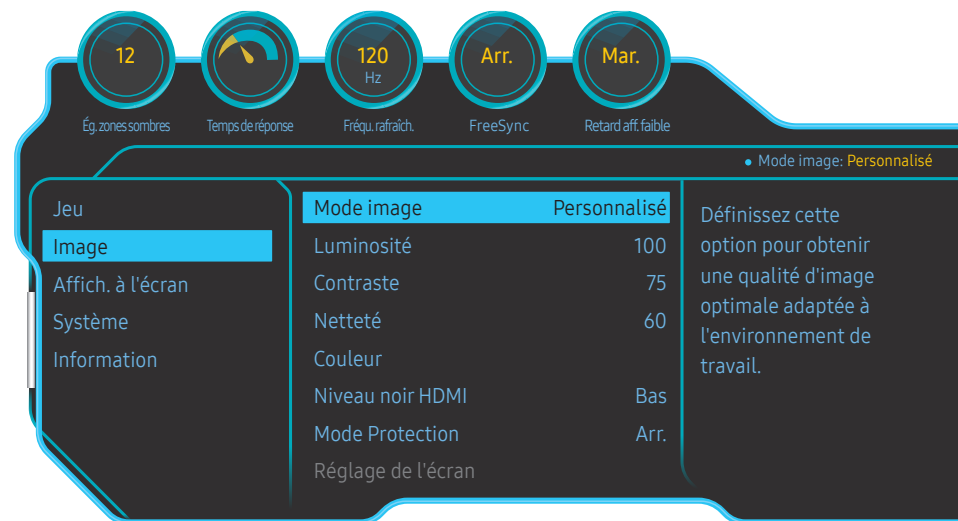 12
120
Hz
Arr.
Mar.
Ég. zones sombres
Temps de réponse
Fréqu. rafraîch.
FreeSync
Retard aff. faible
• Mode image: Personnalisé
Jeu
Image
Affich. à l'écran
Système
Information
Mode image Personnalisé
Luminosité 100
Contraste 75
Netteté 60
Couleur
Niveau noir HDMI Bas
Mode Protection Arr.
Réglage de l'écran
Définissez cette
option pour obtenir
une qualité d'image
optimale adaptée à
l'environnement de
travail.